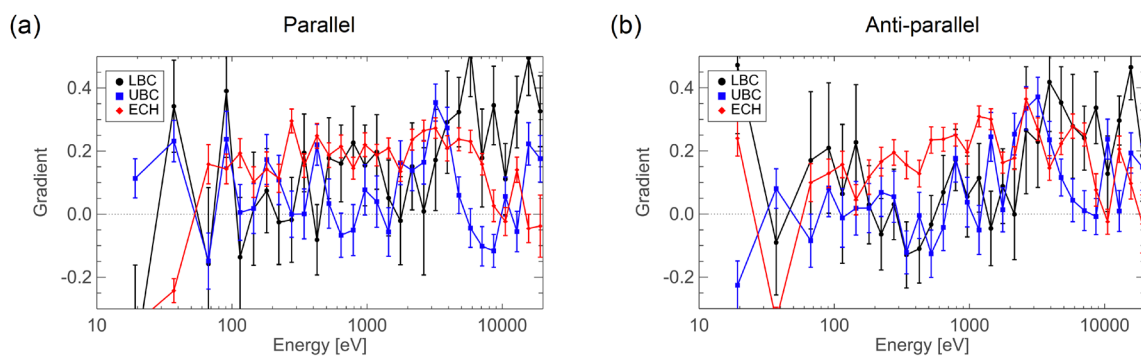 (a)
Parallel
LBC
UBC
ECH
0.4
0.2
0.0
-0.2
Gradient
10
100
1000
10000
Energy [eV]
(b)
Anti-parallel
LBC
UBC
ECH
0.4
0.2
0.0
-0.2
Gradient
10
100
1000
10000
Energy [eV]